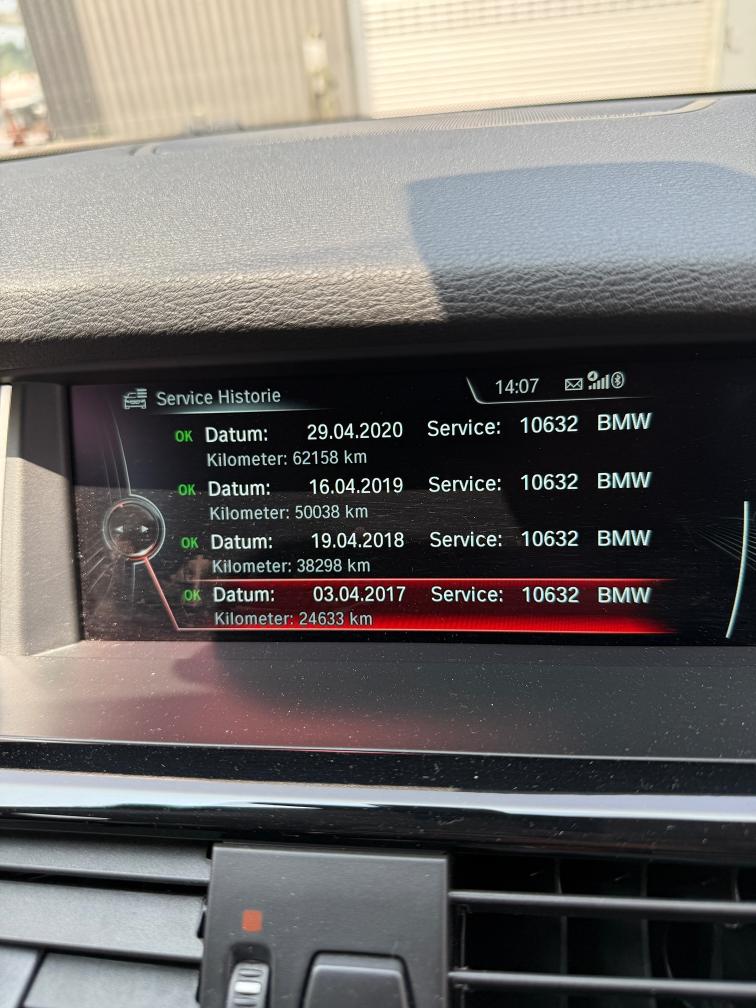 Service Historie 14:07
OK Datum: 29.04.2020 Service: 10632 BMW
Kilometer: 62158 km
OK Datum: 16.04.2019 Service: 10632 BMW
Kilometer: 50038 km
OK Datum: 19.04.2018 Service: 10632 BMW
Kilometer: 38298 km
OK Datum: 03.04.2017 Service: 10632 BMW
Kilometer: 24633 km